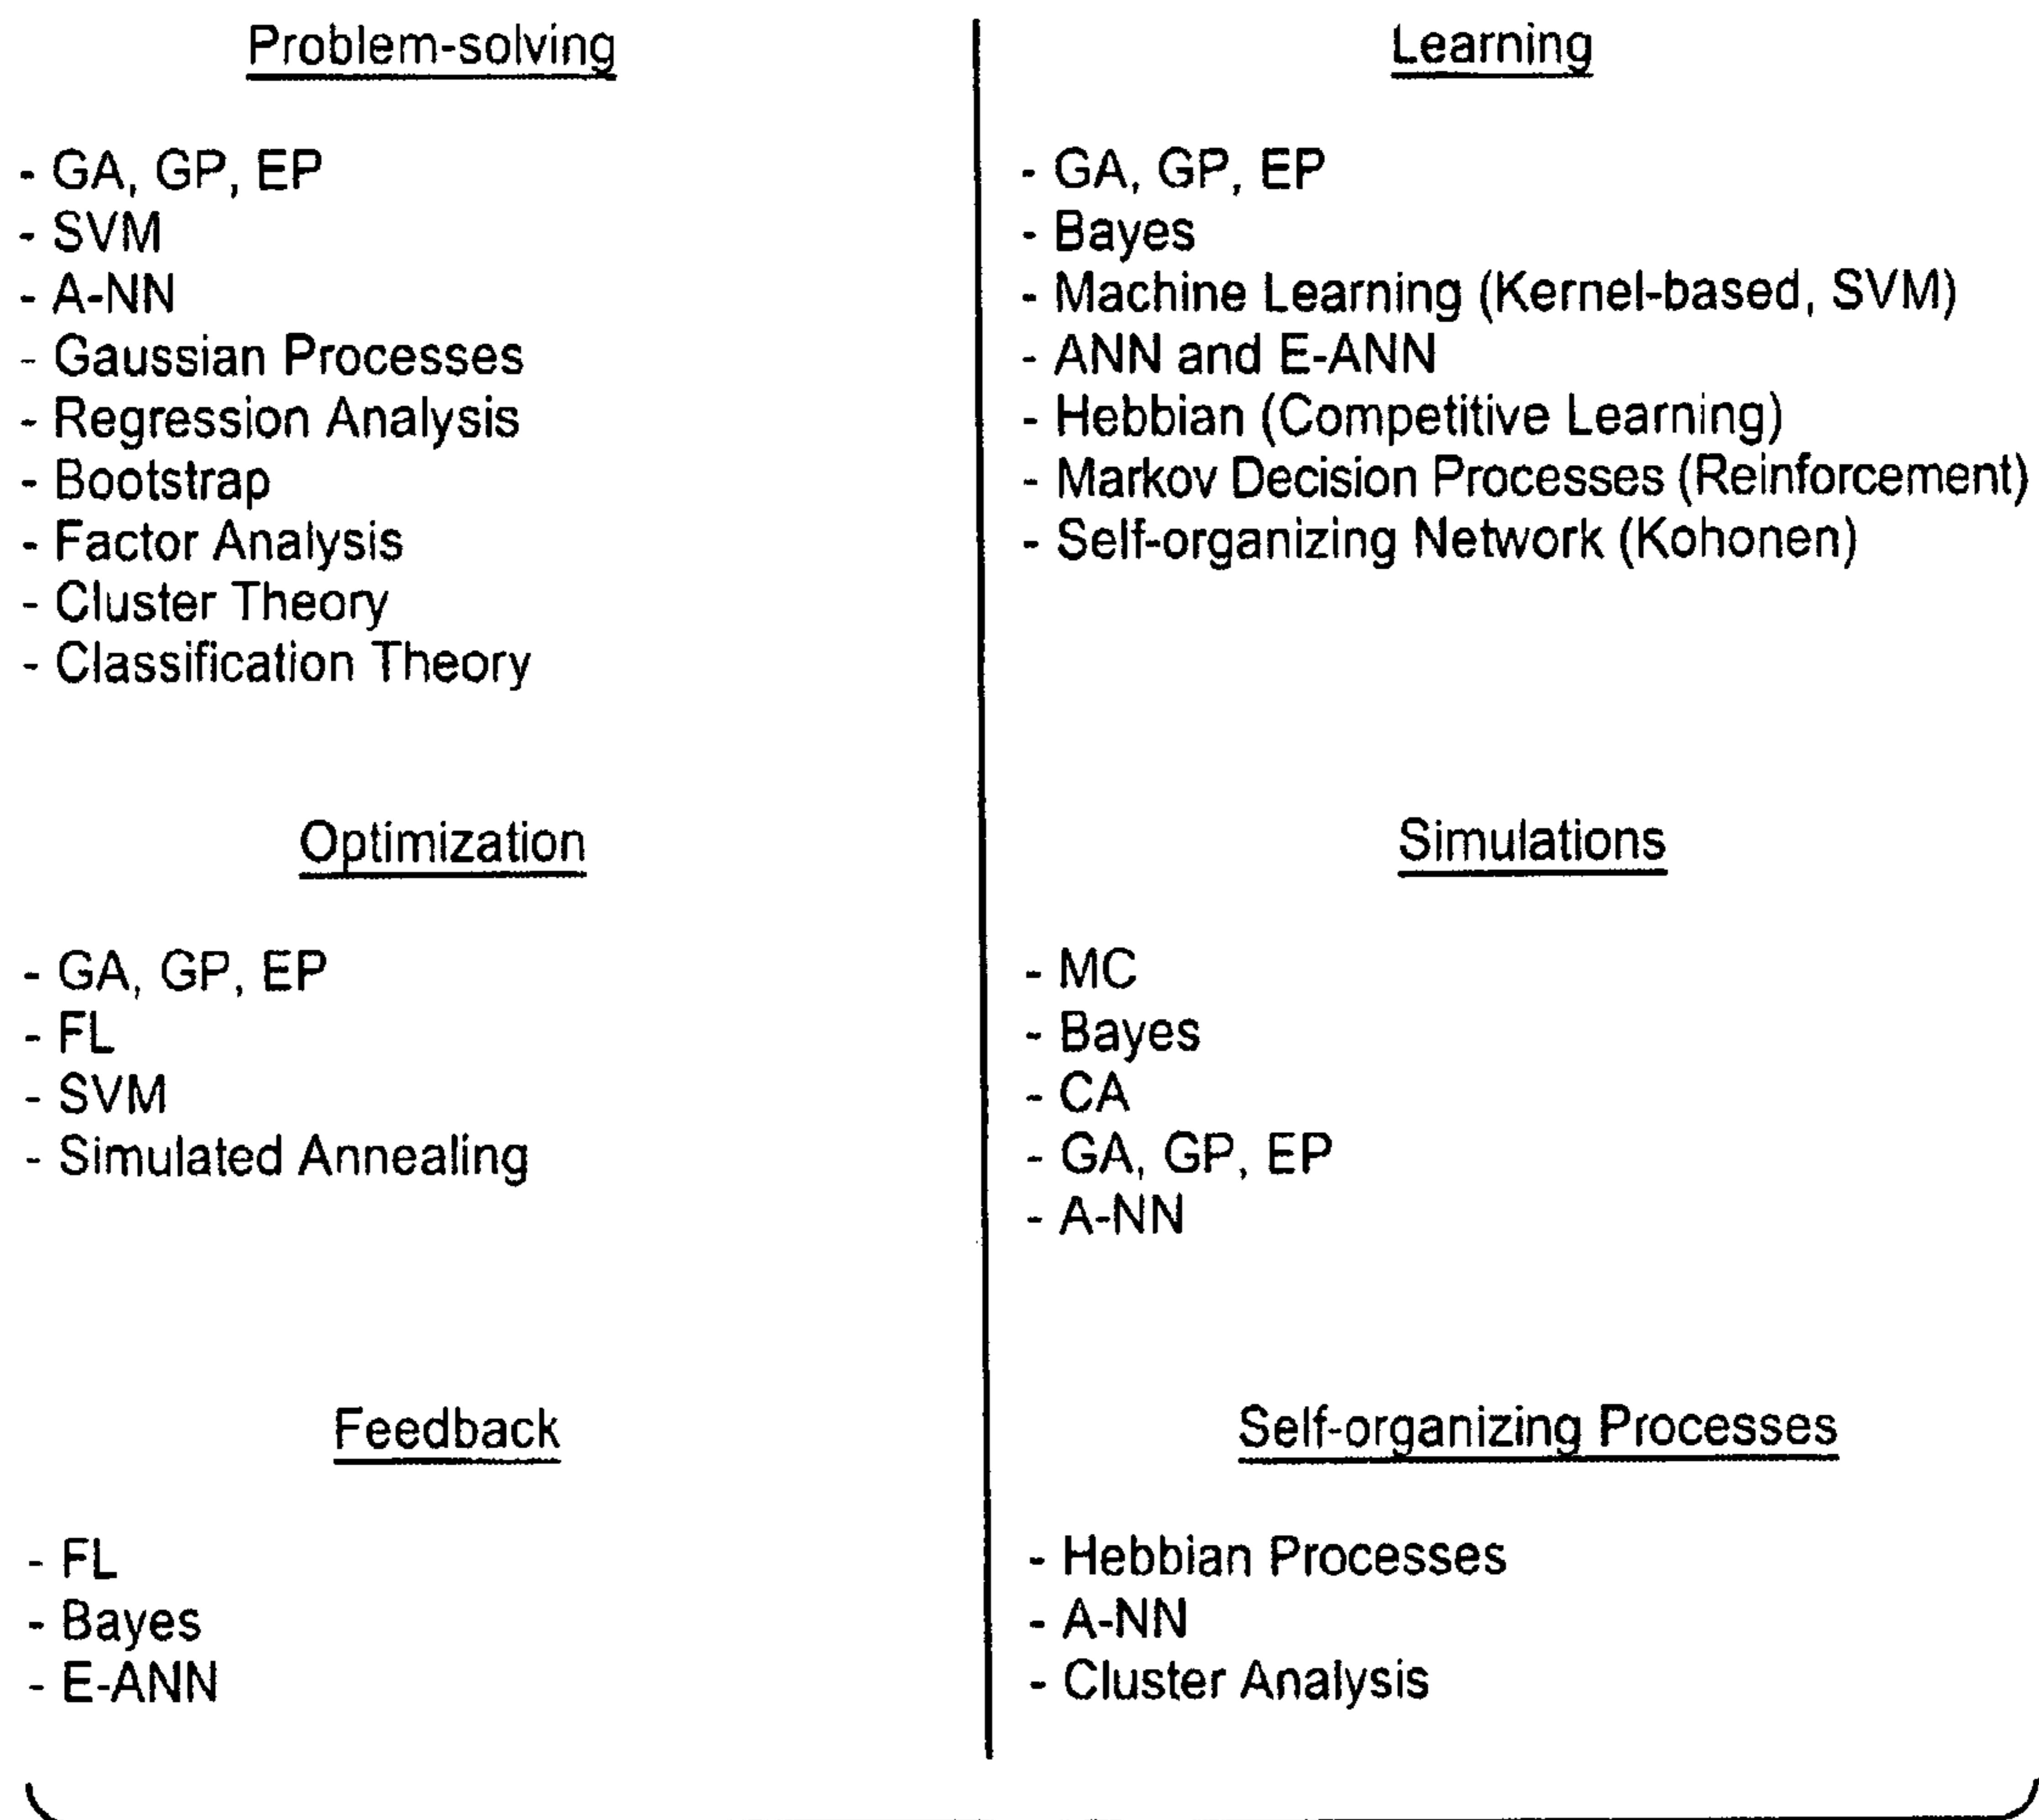 Problem-solving
- GA, GP, EP
- SVM
- A-NN
- Gaussian Processes
- Regression Analysis
- Bootstrap
- Factor Analysis
- Cluster Theory
- Classification Theory
Learning
- GA, GP, EP
- Bayes
- Machine Learning (Kernel-based, SVM)
- ANN and E-ANN
- Hebbian (Competitive Learning)
- Markov Decision Processes (Reinforcement)
- Self-organizing Network (Kohonen)
Optimization
- GA, GP, EP
- FL
- SVM
- Simulated Annealing
Simulations
- MC
- Bayes
- CA
- GA, GP, EP
- A-NN
Feedback
- FL
- Bayes
- E-ANN
Self-organizing Processes
- Hebbian Processes
- A-NN
- Cluster Analysis